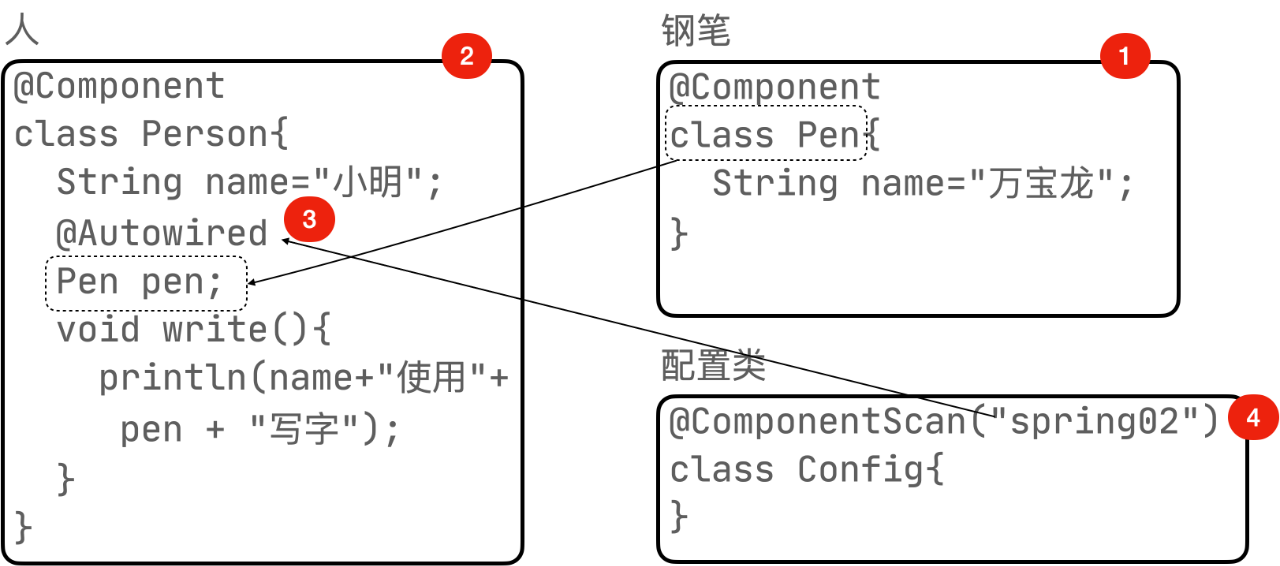 人
2
@Component
class Person{
String name="小明";
@Autowired
3
Pen pen;
void write(){
println(name+"使用"+
pen + "写字");
}
}
钢笔
1
@Component
class Pen{
String name="万宝龙";
}
配置类
@ComponentScan("spring02")
4
class Config{
}